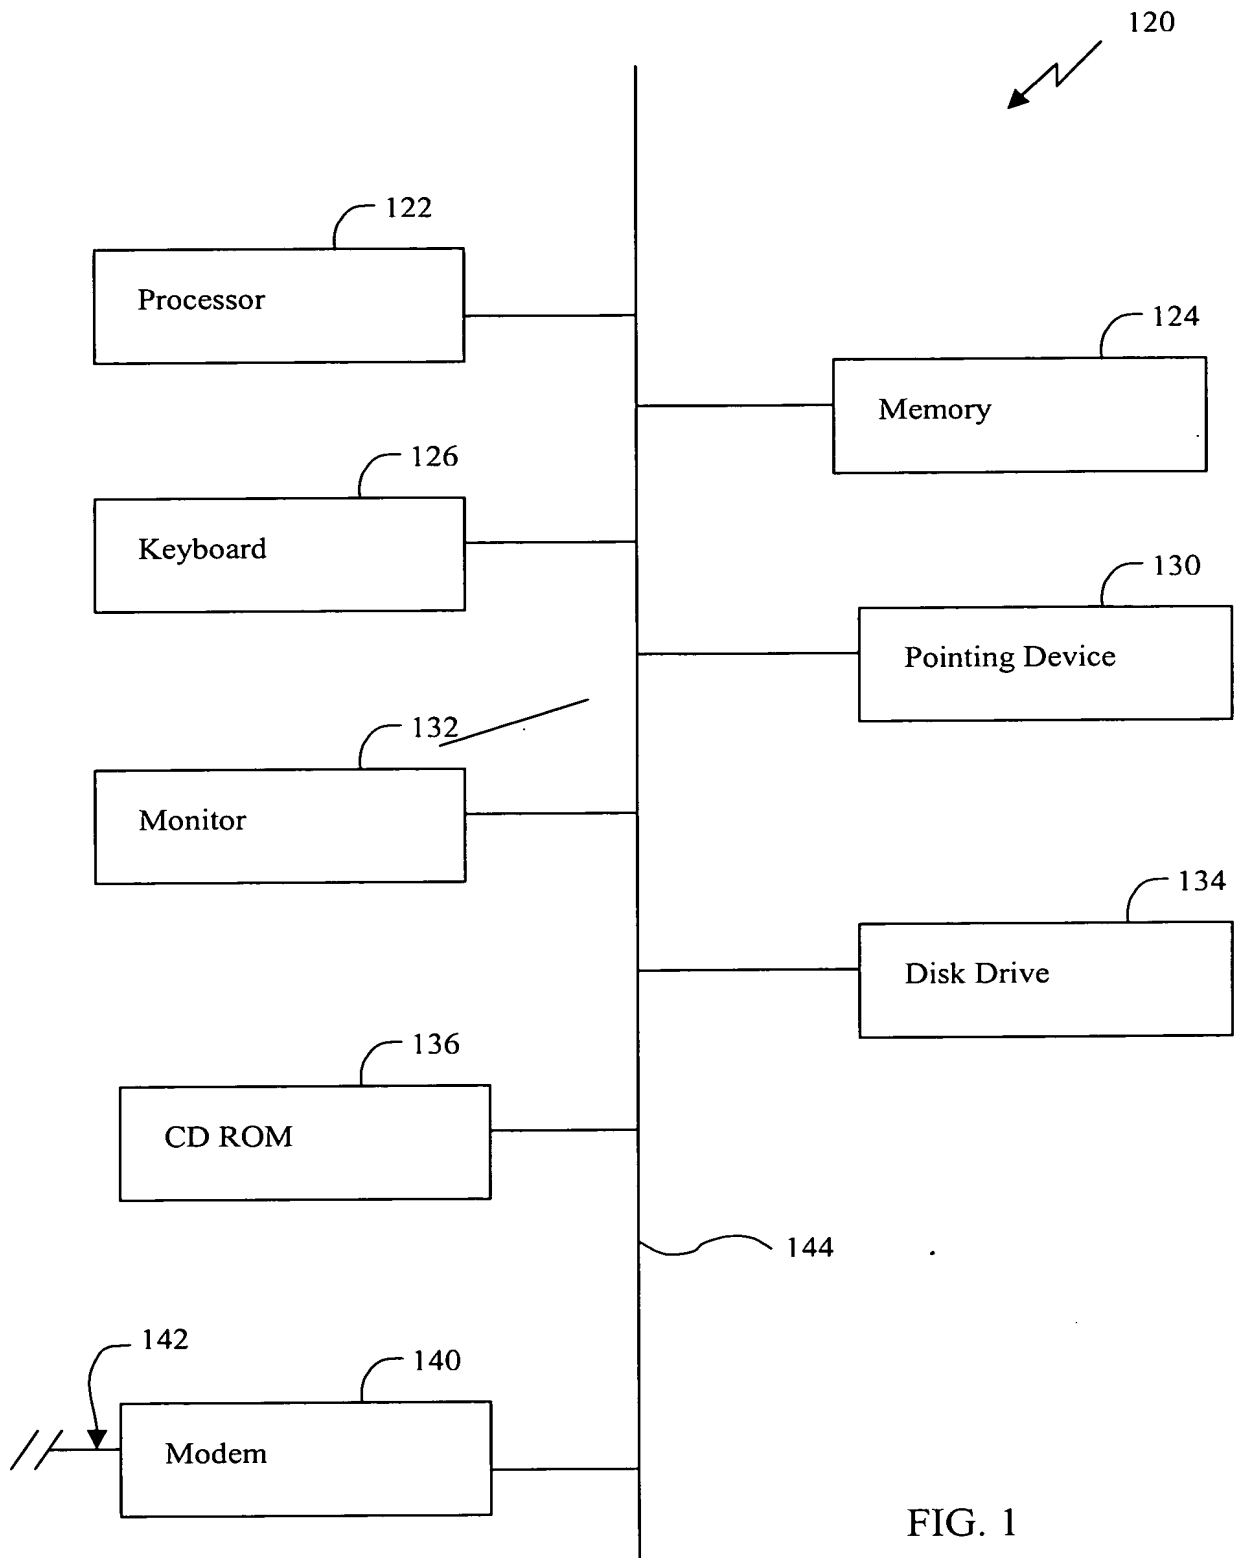 120
122
Processor
124
Memory
126
Keyboard
130
Pointing Device
132
Monitor
134
Disk Drive
136
CD ROM
144
142
140
Modem
FIG. 1